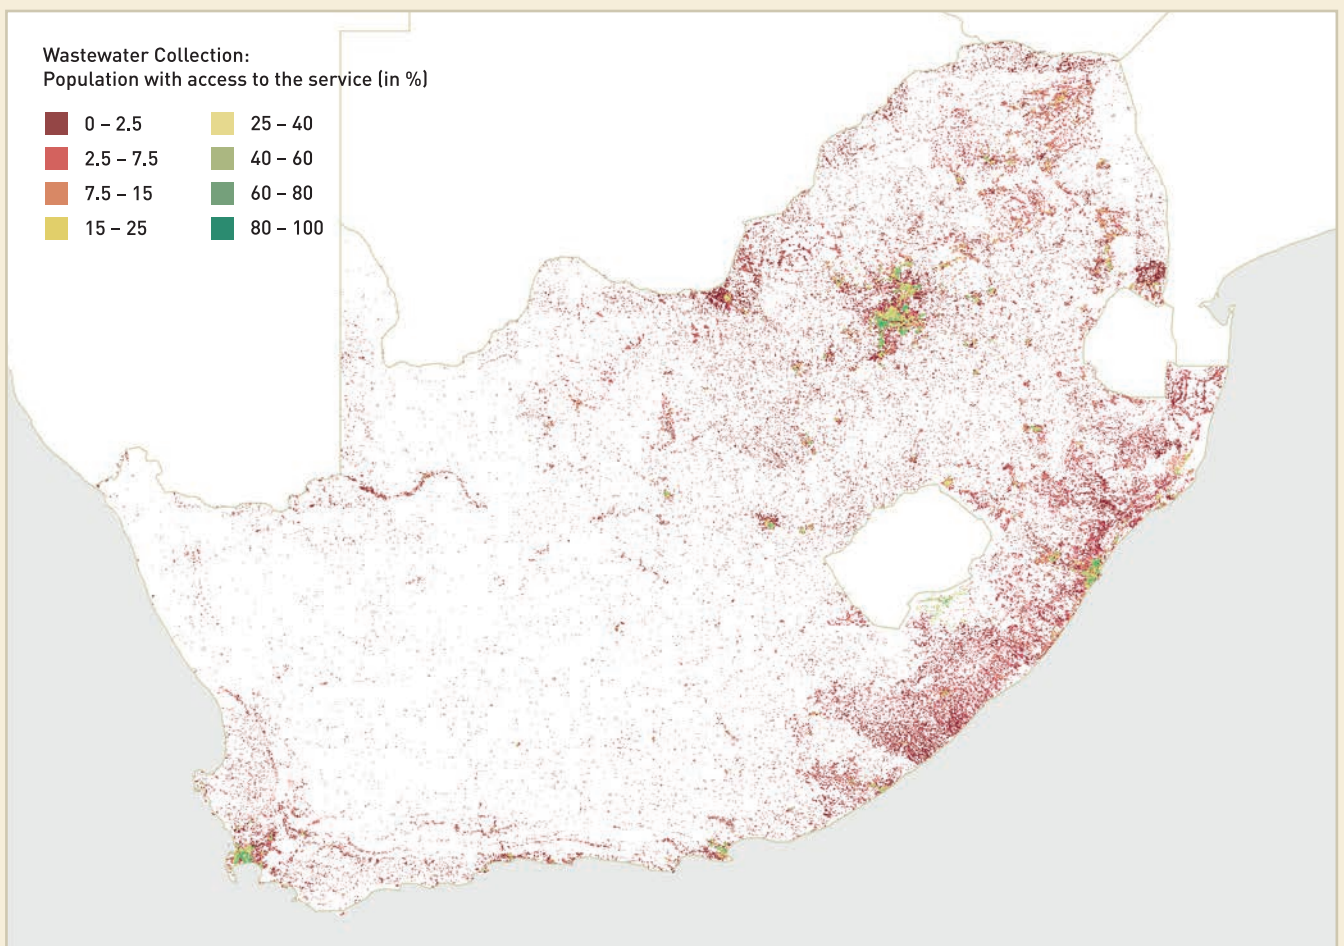 Wastewater Collection:
Population with access to the service (in %)
0 – 2.5
2.5 – 7.5
7.5 – 15
15 – 25
25 – 40
40 – 60
60 – 80
80 – 100